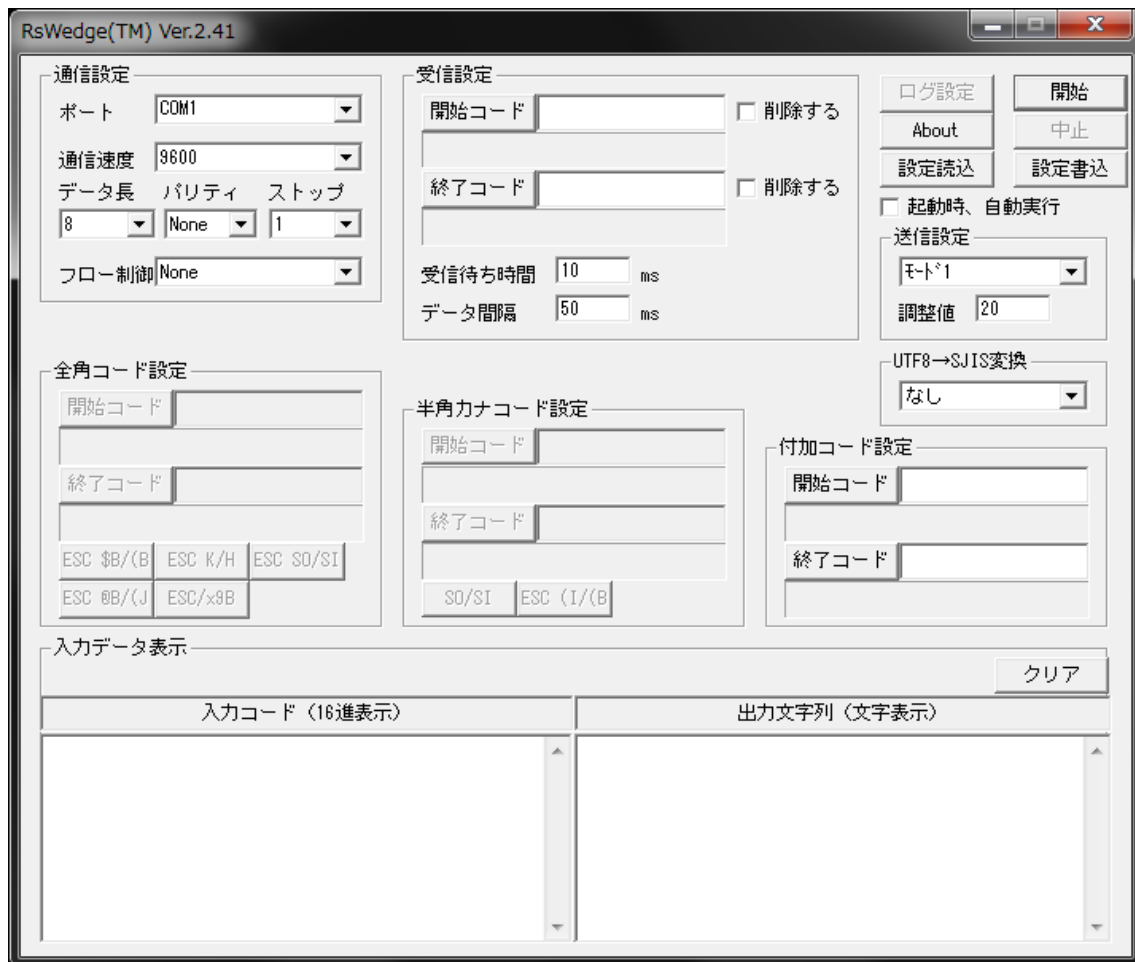 RsWedge(TM) Ver.2.41
通信設定
ポート COM1
通信速度 9600
データ長 パリティ ストップ
8 None 1
フロー制御 None
受信設定
開始コード 削除する
終了コード 削除する
受信待ち時間 10 ms
データ間隔 50 ms
ログ設定 開始
About 中止
設定読込 設定書込
起動時、自動実行
送信設定
ﾓｰﾄﾞ1
調整値 20
UTF8→SJIS変換
なし
全角コード設定
開始コード
終了コード
ESC $B/(B ESC K/H ESC SO/SI
ESC @B/(J ESC/x9B
半角カナコード設定
開始コード
終了コード
SO/SI ESC (I/(B
付加コード設定
開始コード
終了コード
入力データ表示
クリア
入力コード（16進表示） 出力文字列（文字表示）